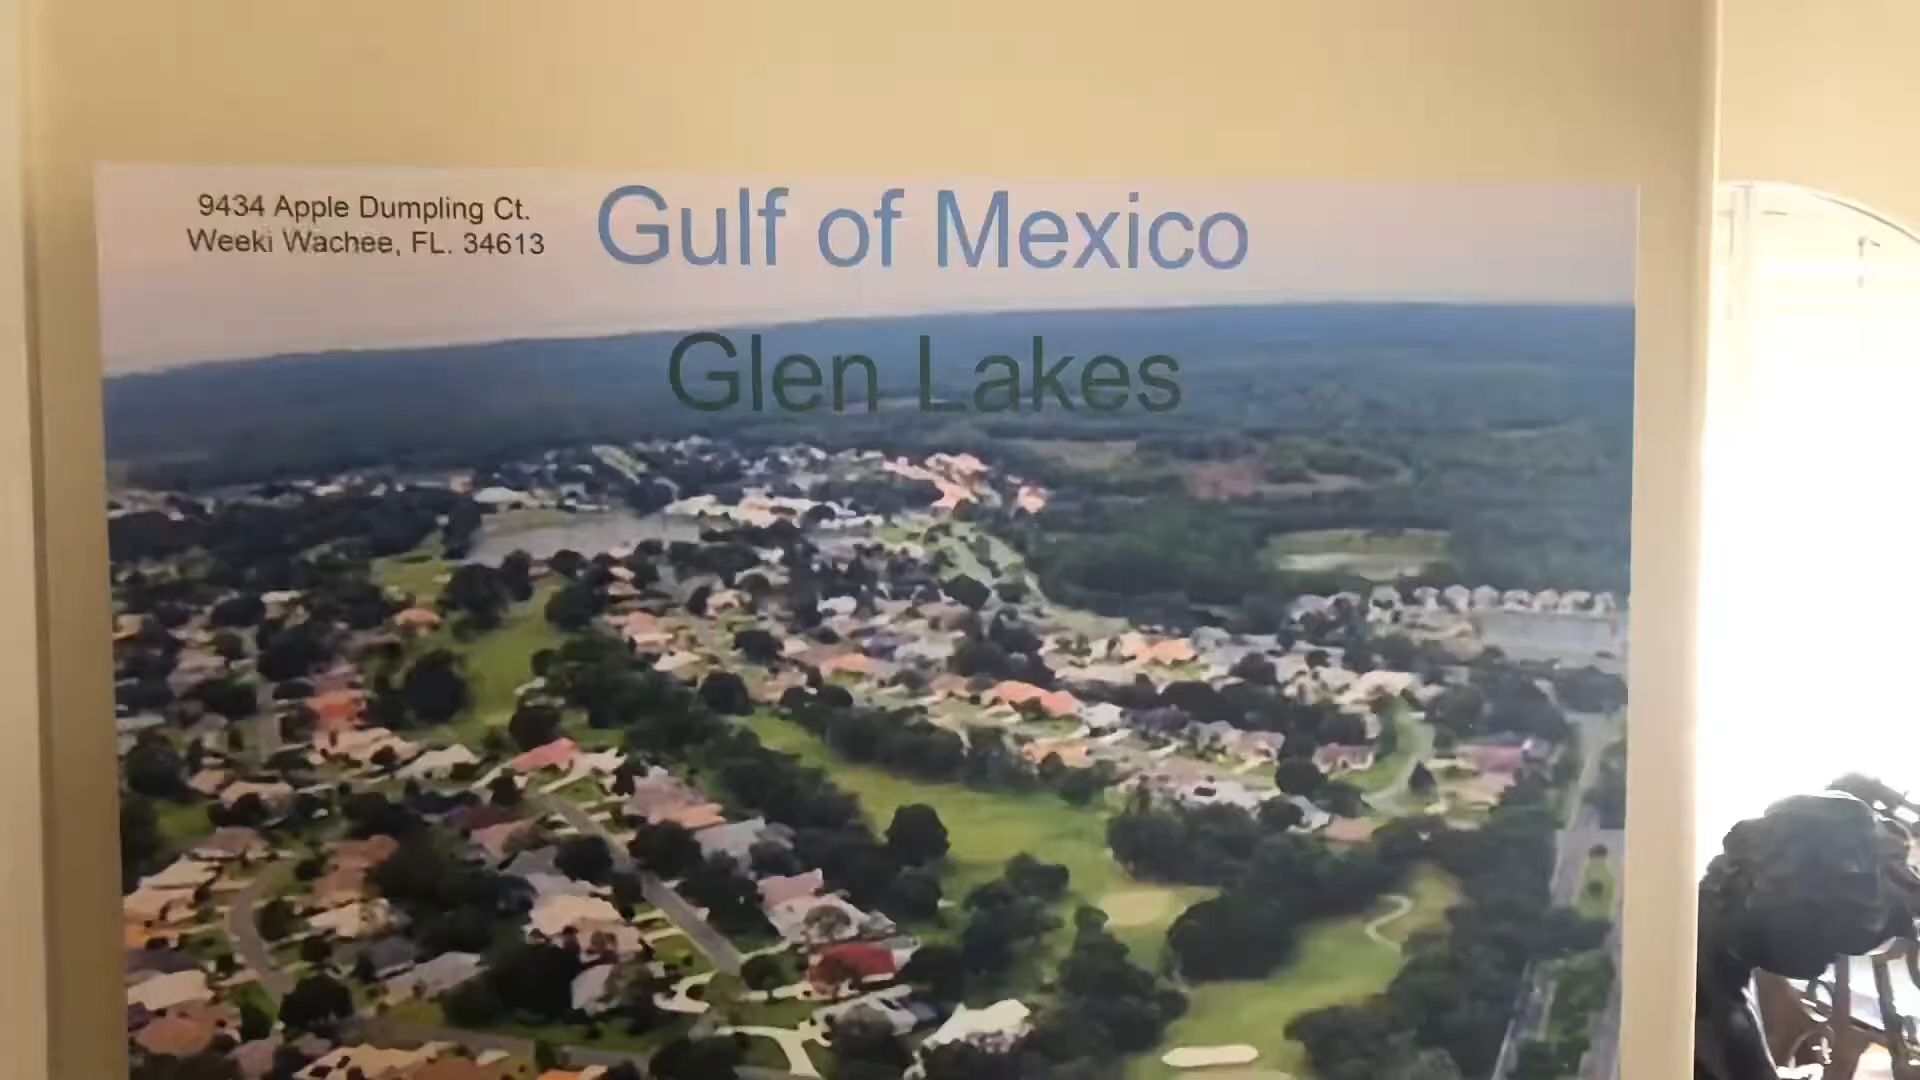 9434 Apple Dumpling Ct.
Weeki Wachee, FL. 34613
Gulf of Mexico
Glen Lakes